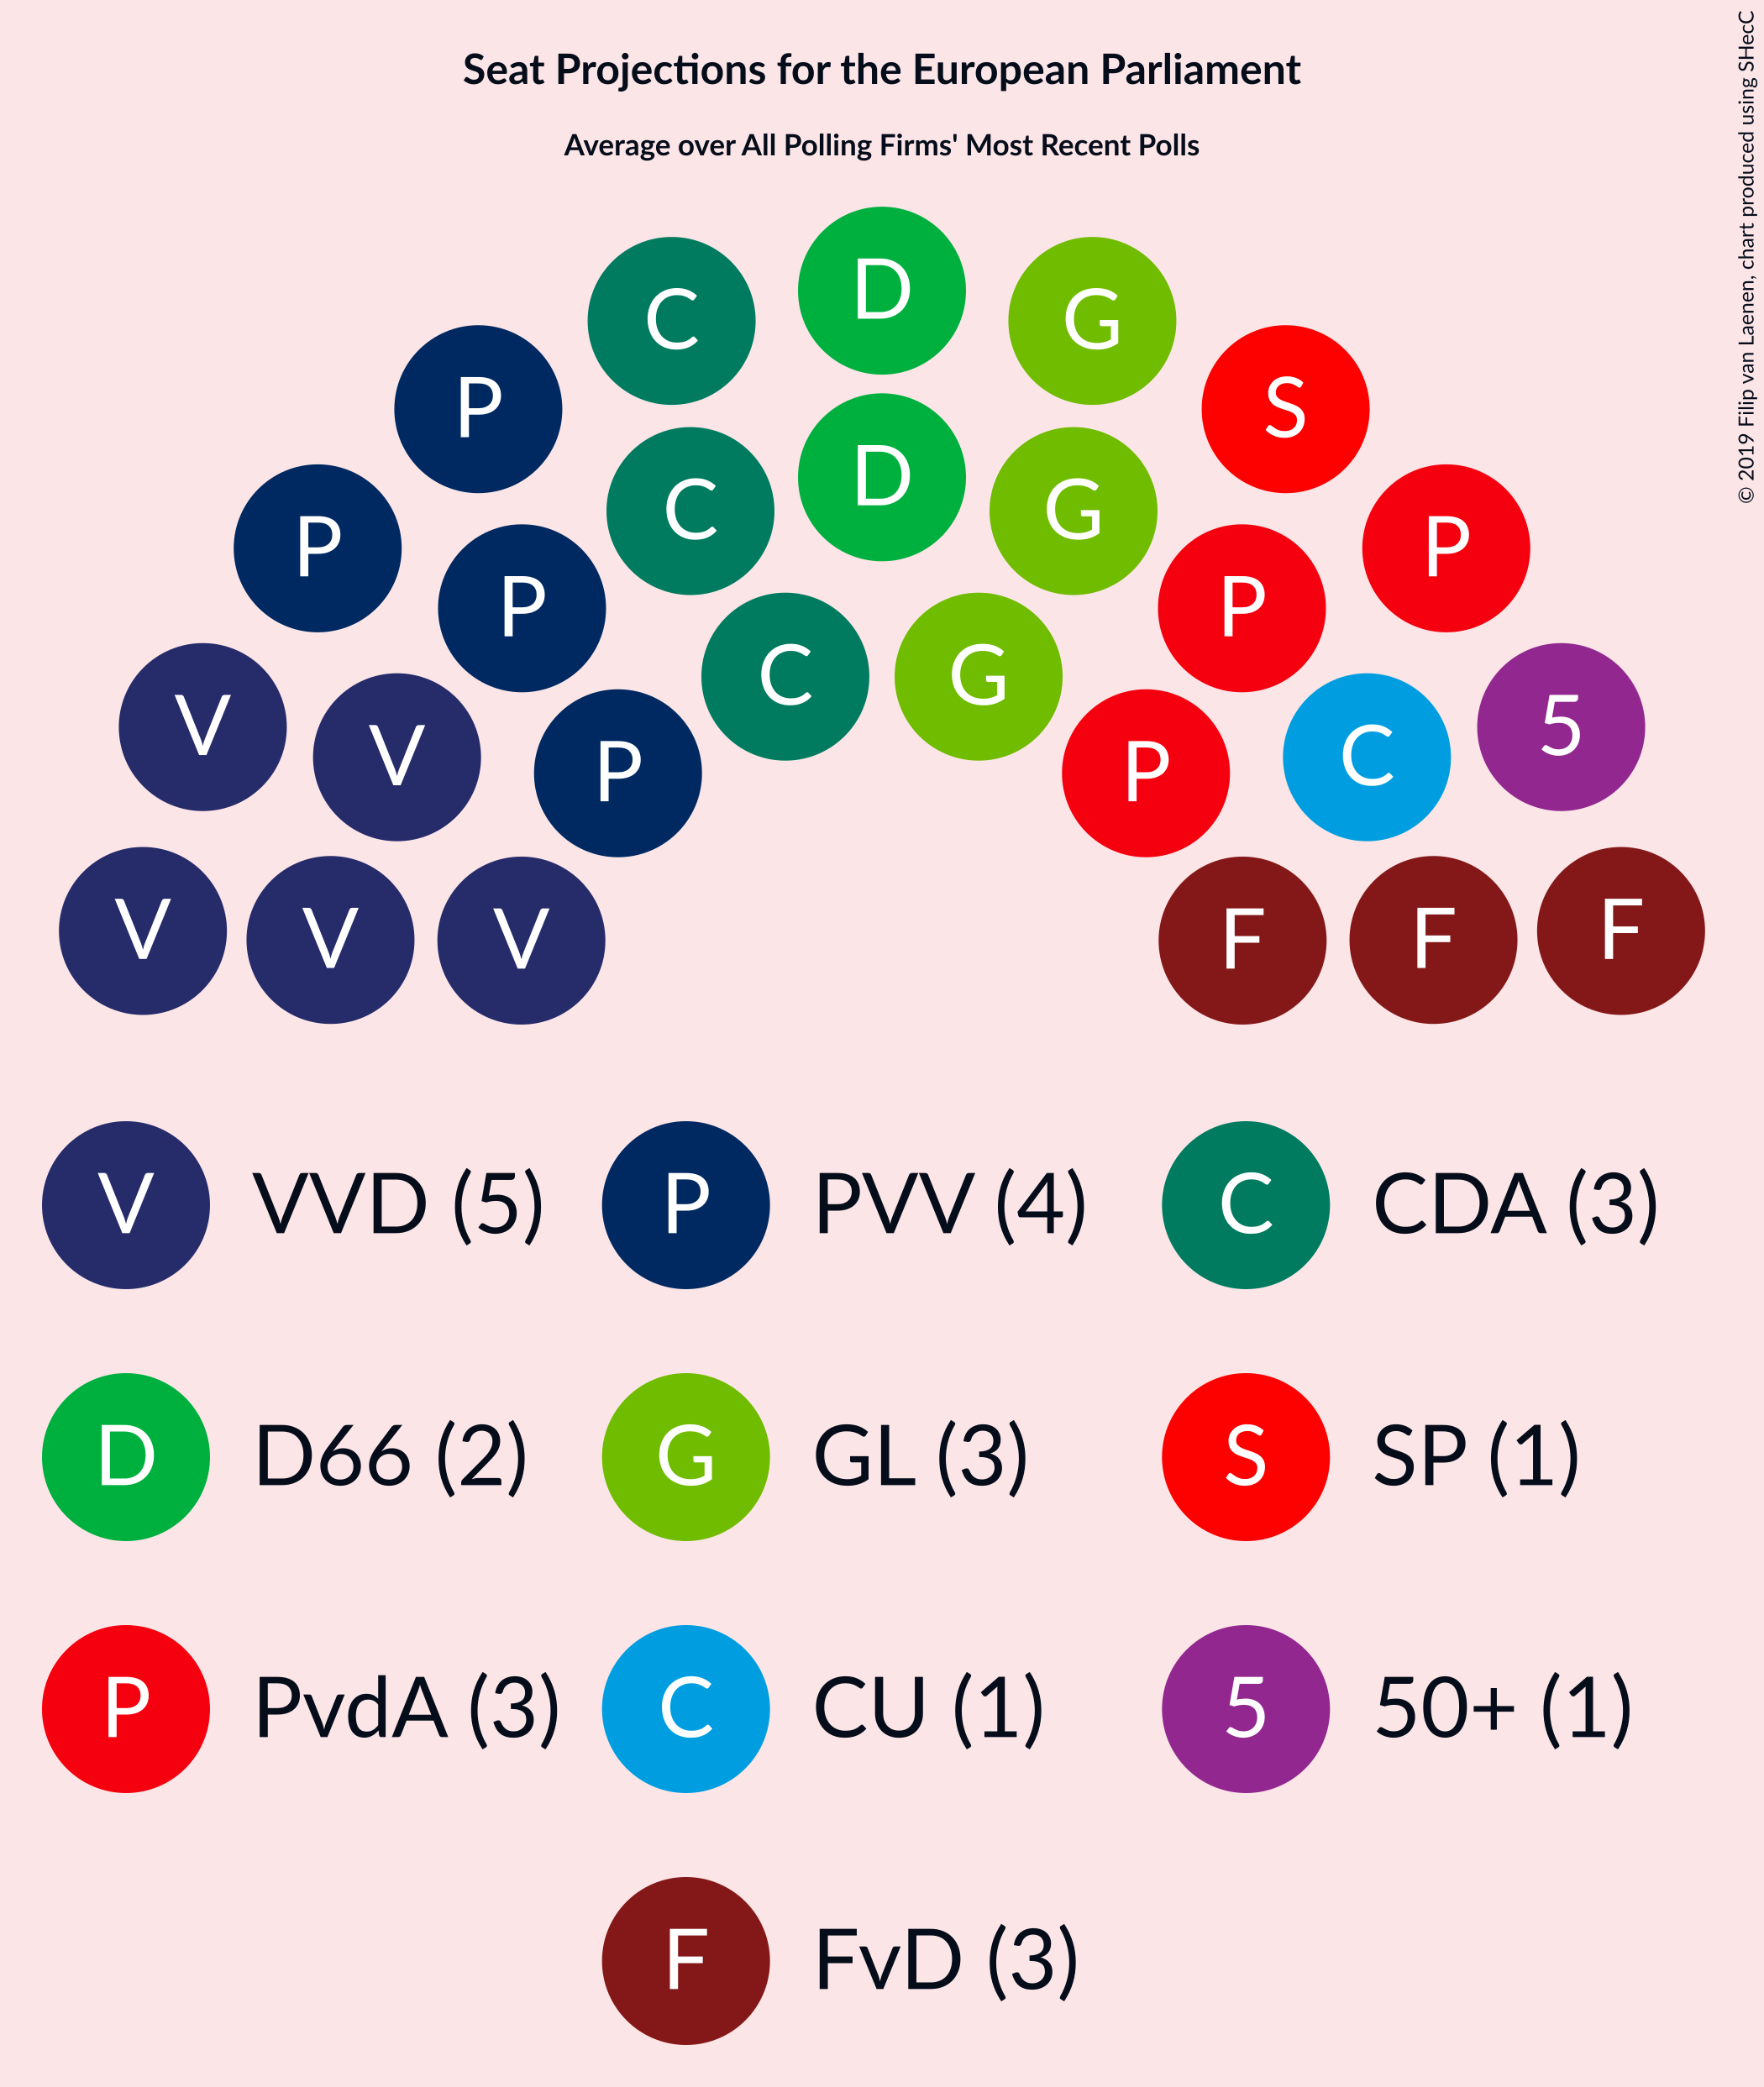 Seat Projections for the European Parliament
Average over All Polling Firms' Most Recent Polls
© 2019 Filip van Laenen, chart produced using SHecC
D
C G
P S
D
C G
P P
P P
C G
V 5
V C
P P
V F
V V F F
V VVD (5) P PVV (4) C CDA (3)
D D66 (2) G GL (3) S SP (1)
P PvdA (3) C CU (1) 5 50+ (1)
F FvD (3)